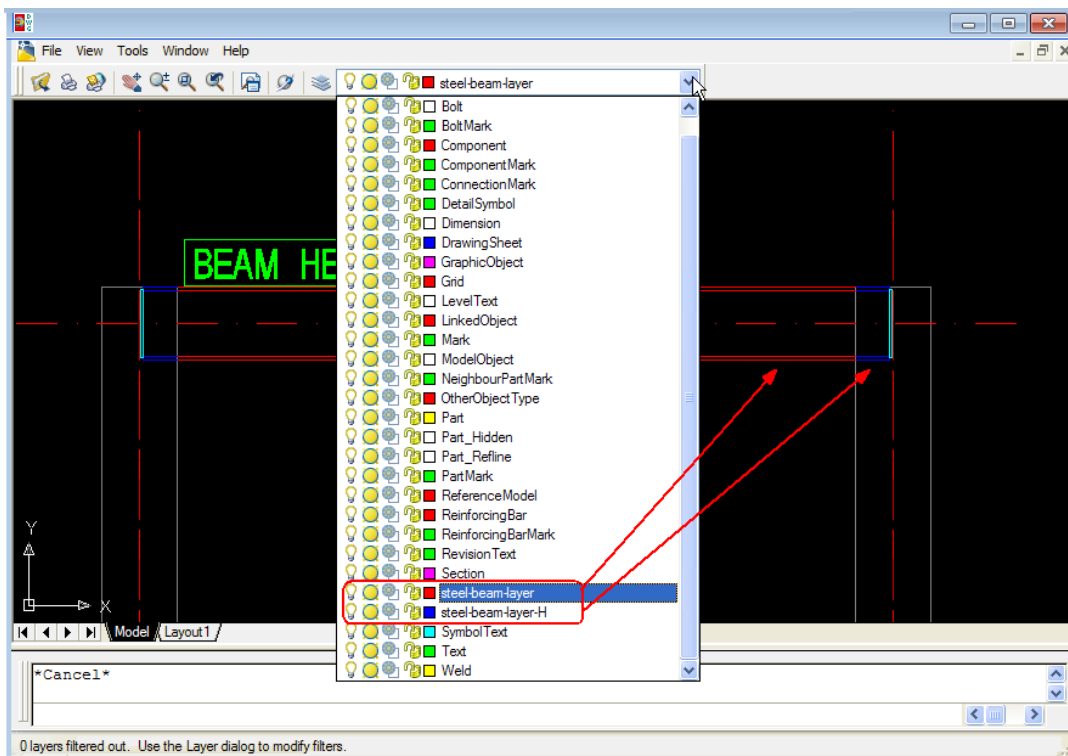 DWG
File View Tools Window Help
steel-beam-layer
Bolt
BoltMark
Component
ComponentMark
ConnectionMark
DetailSymbol
Dimension
DrawingSheet
GraphicObject
Grid
LevelText
LinkedObject
Mark
ModelObject
NeighbourPartMark
OtherObjectType
Part
Part_Hidden
Part_Refline
PartMark
ReferenceModel
ReinforcingBar
ReinforcingBarMark
RevisionText
Section
steel-beam-layer
steel-beam-layer-H
SymbolText
Text
Weld
BEAM HE
Y
X
Model Layout1
*Cancel*
0 layers filtered out. Use the Layer dialog to modify filters.